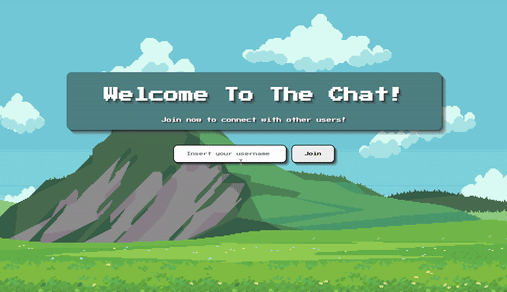 Welcome To The Chat!
Join now to connect with other users!
Insert your username
Join